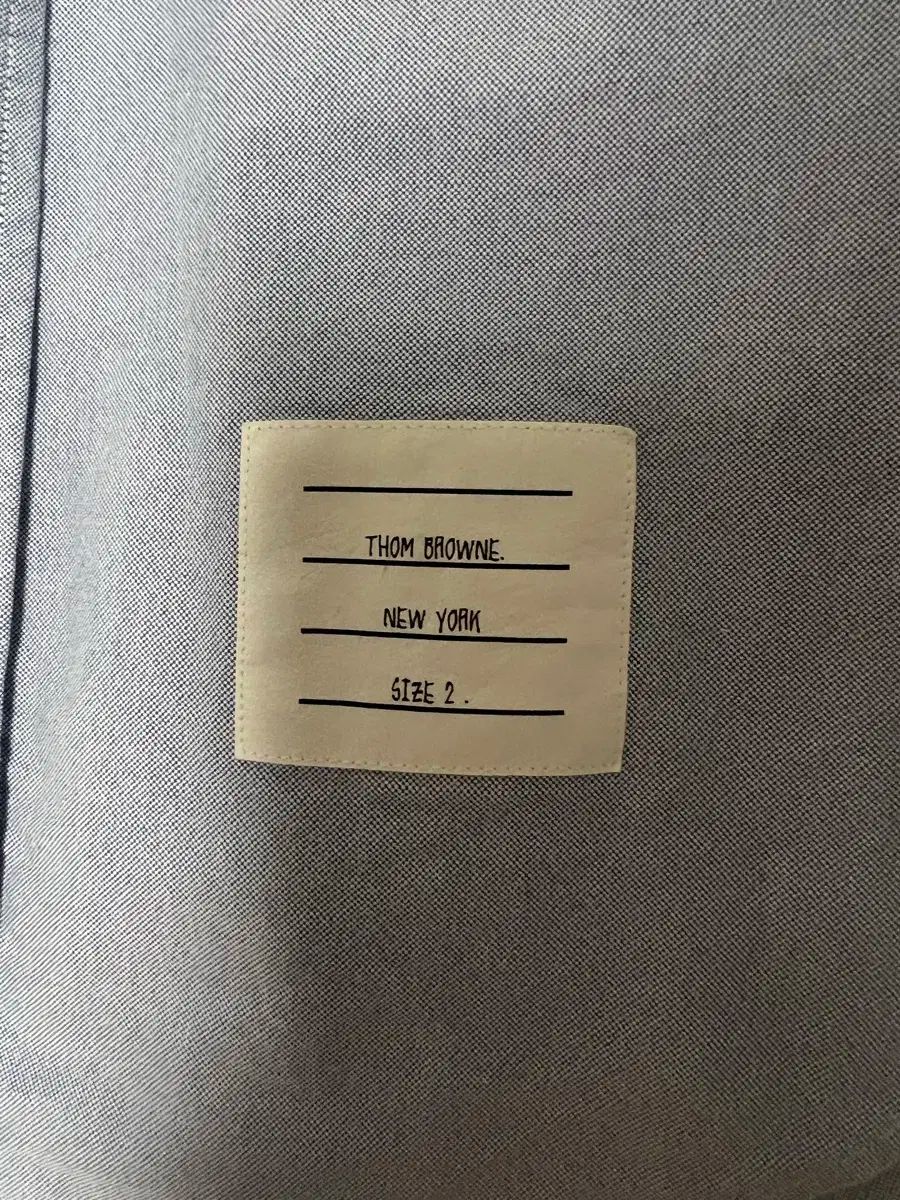 THOM BROWNE.
NEW YORK
SIZE 2 .